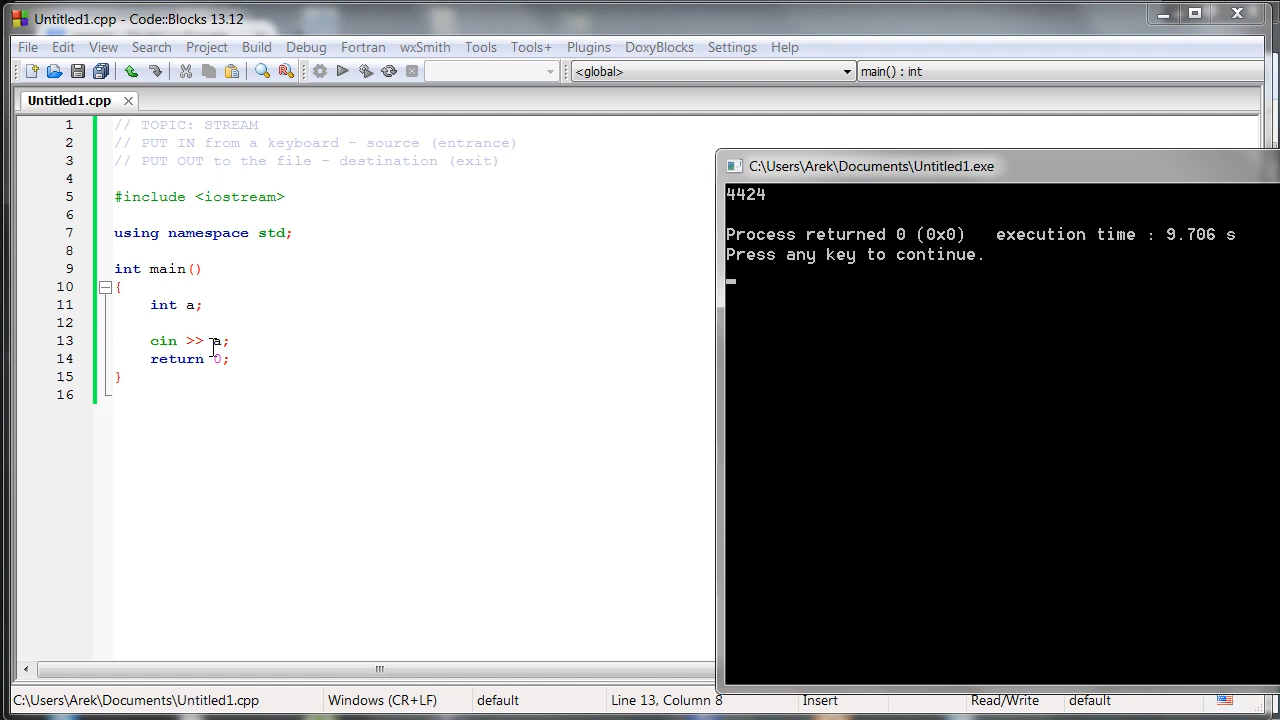 Untitled1.cpp - Code::Blocks 13.12
File Edit View Search Project Build Debug Fortran wxSmith Tools Tools+ Plugins DoxyBlocks Settings Help
<global> main() : int
Untitled1.cpp
1 // TOPIC: STREAM
2 // PUT IN from a keyboard - source (entrance)
3 // PUT OUT to the file - destination (exit)
4
5 #include <iostream>
6
7 using namespace std;
8
9 int main()
10 {
11 int a;
12
13 cin >> a;
14 return 0;
15 }
16
C:\Users\Arek\Documents\Untitled1.exe
4424
Process returned 0 (0x0) execution time : 9.706 s
Press any key to continue.
C:\Users\Arek\Documents\Untitled1.cpp Windows (CR+LF) default Line 13, Column 8 Insert Read/Write default